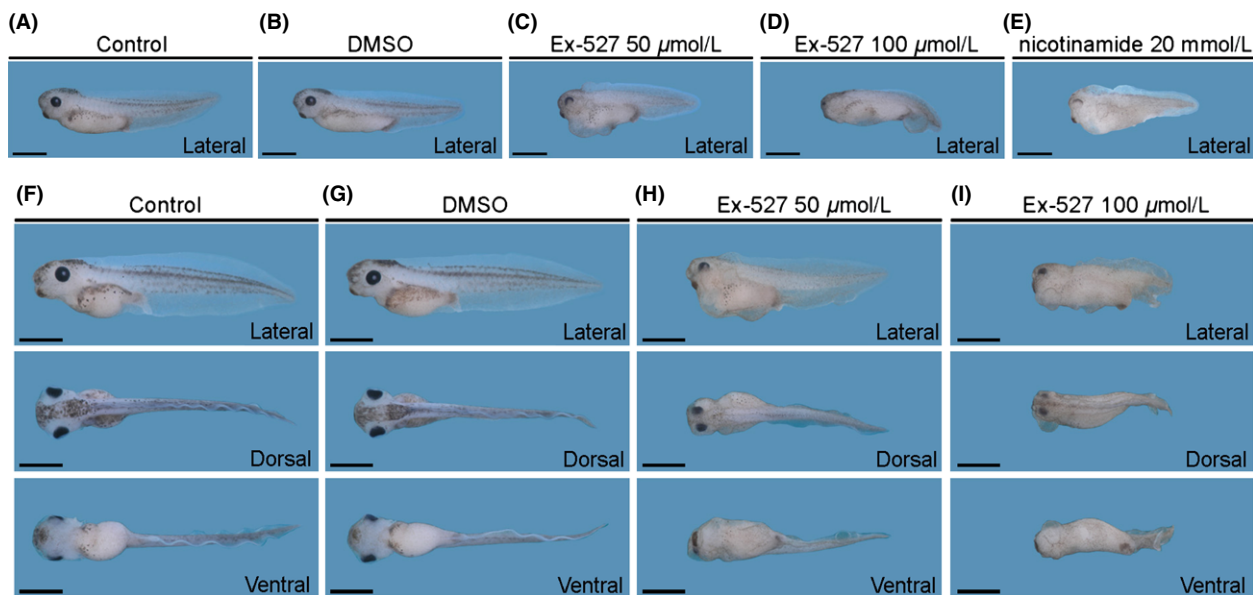 (A) (B) (C) (D) (E)
Control DMSO Ex-527 50 µmol/L Ex-527 100 µmol/L nicotinamide 20 mmol/L
Lateral Lateral Lateral Lateral Lateral
(F) (G) (H) (I)
Control DMSO Ex-527 50 µmol/L Ex-527 100 µmol/L
Lateral Lateral Lateral Lateral
Dorsal Dorsal Dorsal Dorsal
Ventral Ventral Ventral Ventral